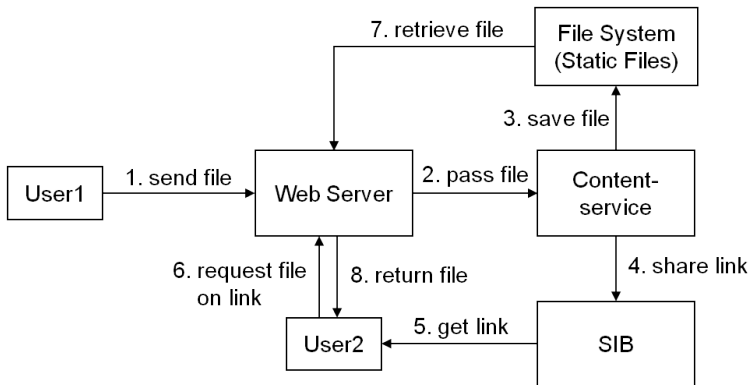 7. retrieve file
File System
(Static Files)
3. save file
1. send file
2. pass file
User1
Web Server
Content-
service
6. request file
on link
8. return file
4. share link
5. get link
User2
SIB